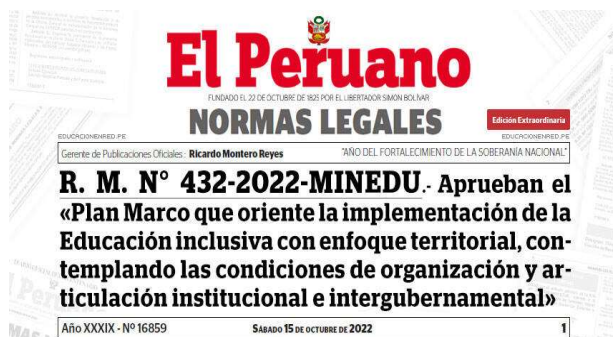 El Peruano
FUNDADO EL 22 DE OCTUBRE DE 1825 POR EL LIBERTADOR SIMÓN BOLÍVAR
NORMAS LEGALES
Edición Extraordinaria
EDUCACIONENRED.PE
EDUCACIONENRED.PE
Gerente de Publicaciones Oficiales : Ricardo Montero Reyes
"AÑO DEL FORTALECIMIENTO DE LA SOBERANÍA NACIONAL"
R. M. N° 432-2022-MINEDU.- Aprueban el
«Plan Marco que oriente la implementación de la
Educación inclusiva con enfoque territorial, con-
templando las condiciones de organización y ar-
ticulación institucional e intergubernamental»
Año XXXIX - Nº 16859
SÁBADO 15 DE OCTUBRE DE 2022
1